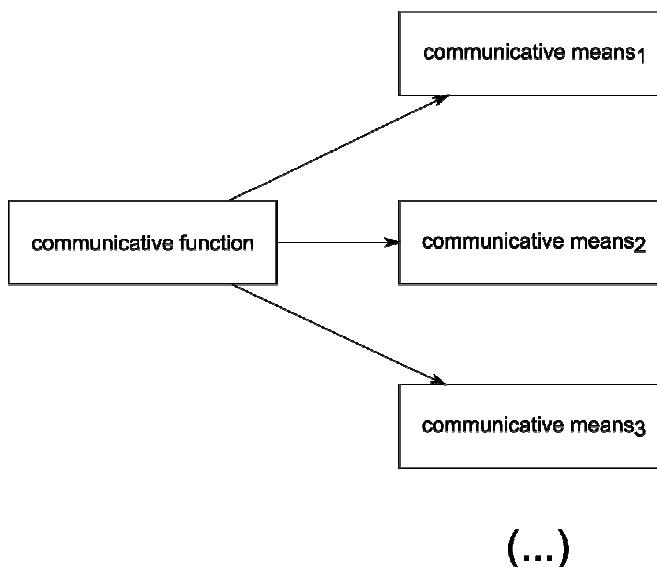 communicative means1
communicative function
communicative means2
communicative means3
(...)